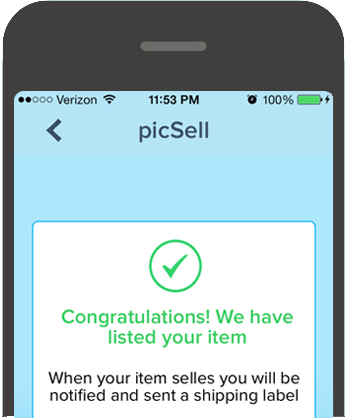 Verizon 11:53 PM 100%
picSell
Congratulations! We have
listed your item
When your item selles you will be
notified and sent a shipping label